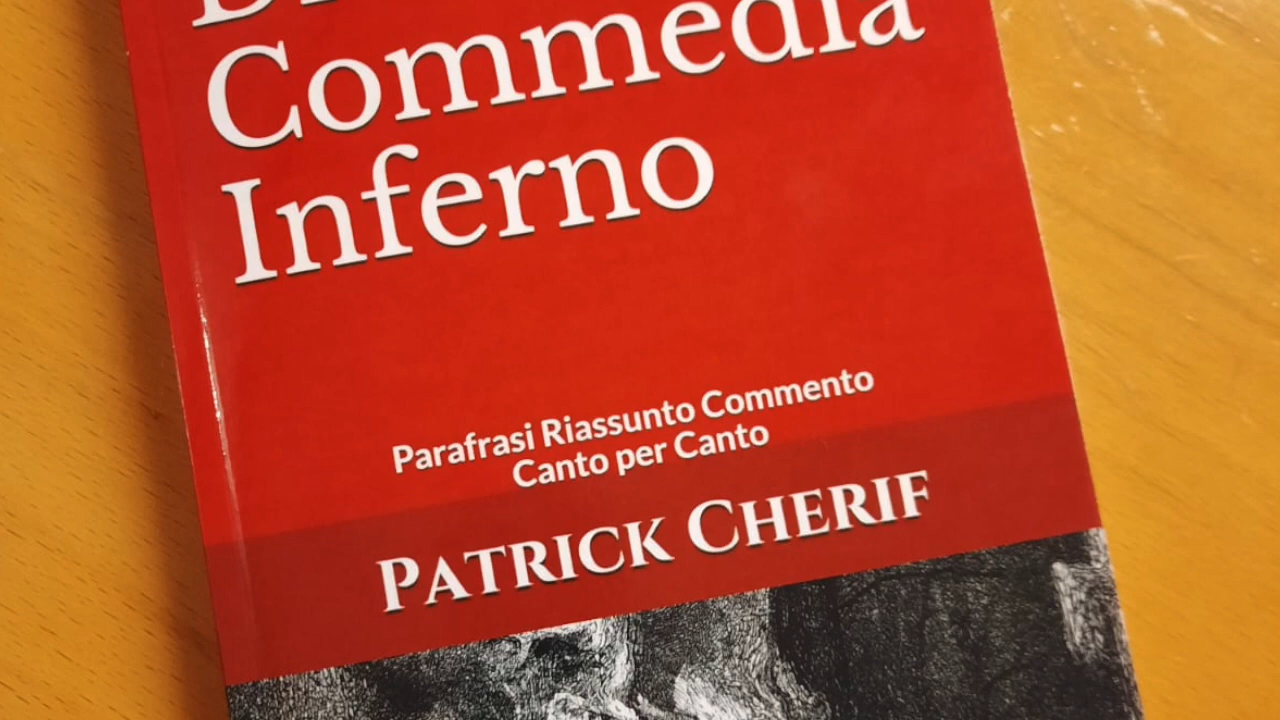 Commedia
Inferno
Parafrasi Riassunto Commento
Canto per Canto
PATRICK CHERIF